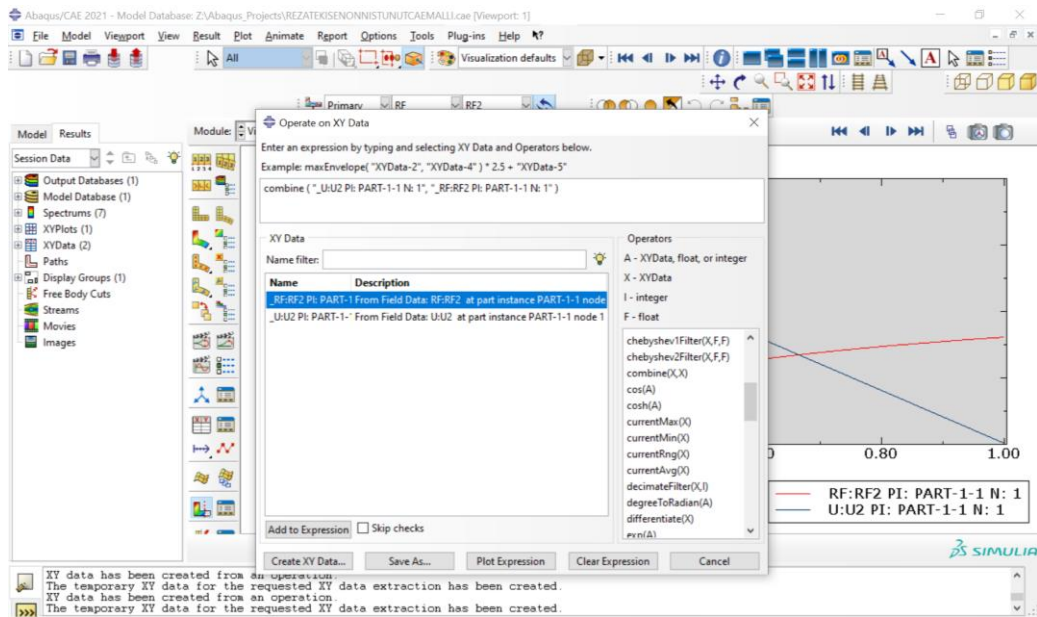 Abaqus/CAE 2021 - Model Database: Z:\Abaqus_Projects\REZATEKISENONNISTUNUTCAEMALLI.cae [Viewport: 1]
File Model Viewport View Result Plot Animate Report Options Tools Plug-ins Help
All
Visualization defaults
Primary RF RF2
Model Results
Module:
Session Data
Output Databases (1)
Model Database (1)
Spectrums (7)
XYPlots (1)
XYData (2)
Paths
Display Groups (1)
Free Body Cuts
Streams
Movies
Images
Operate on XY Data
Enter an expression by typing and selecting XY Data and Operators below.
Example: maxEnvelope( "XYData-2", "XYData-4" ) * 2.5 + "XYData-5"
combine ( "_U:U2 PI: PART-1-1 N: 1", "_RF:RF2 PI: PART-1-1 N: 1" )
XY Data
Name filter:
Name Description
_RF:RF2 PI: PART-1 From Field Data: RF:RF2 at part instance PART-1-1 node
_U:U2 PI: PART-1- From Field Data: U:U2 at part instance PART-1-1 node 1
Add to Expression
Skip checks
Operators
A - XYData, float, or integer
X - XYData
I - integer
F - float
chebyshev1Filter(X,F,F)
chebyshev2Filter(X,F,F)
combine(X,X)
cos(A)
cosh(A)
currentMax(X)
currentMin(X)
currentRng(X)
currentAvg(X)
decimateFilter(X,I)
degreeToRadian(A)
differentiate(X)
exp(A)
Create XY Data... Save As... Plot Expression Clear Expression Cancel
0.80 1.00
RF:RF2 PI: PART-1-1 N: 1
U:U2 PI: PART-1-1 N: 1
SIMULIA
XY data has been created from an operation.
The temporary XY data for the requested XY data extraction has been created.
XY data has been created from an operation.
The temporary XY data for the requested XY data extraction has been created.